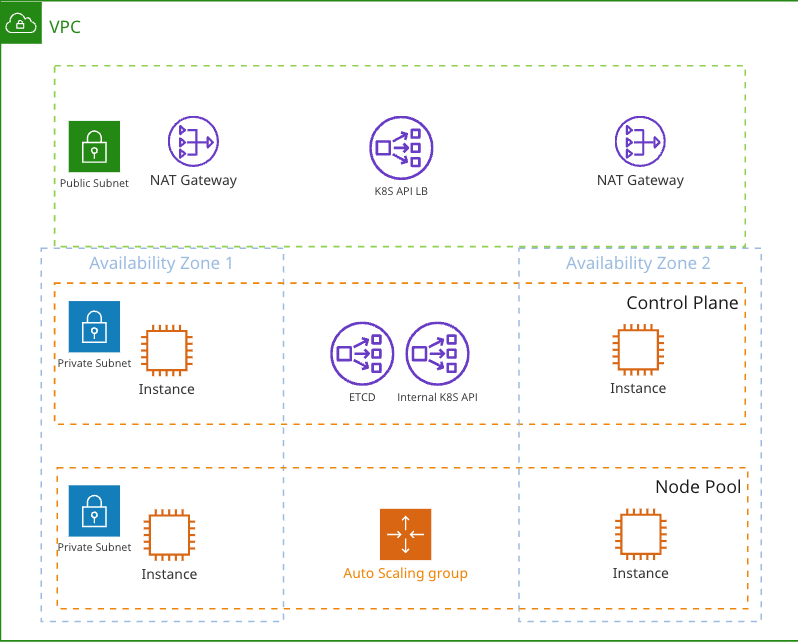 VPC
Public Subnet
NAT Gateway
K8S API LB
NAT Gateway
Availability Zone 1
Availability Zone 2
Control Plane
Private Subnet
Instance
ETCD
Internal K8S API
Instance
Node Pool
Private Subnet
Instance
Auto Scaling group
Instance